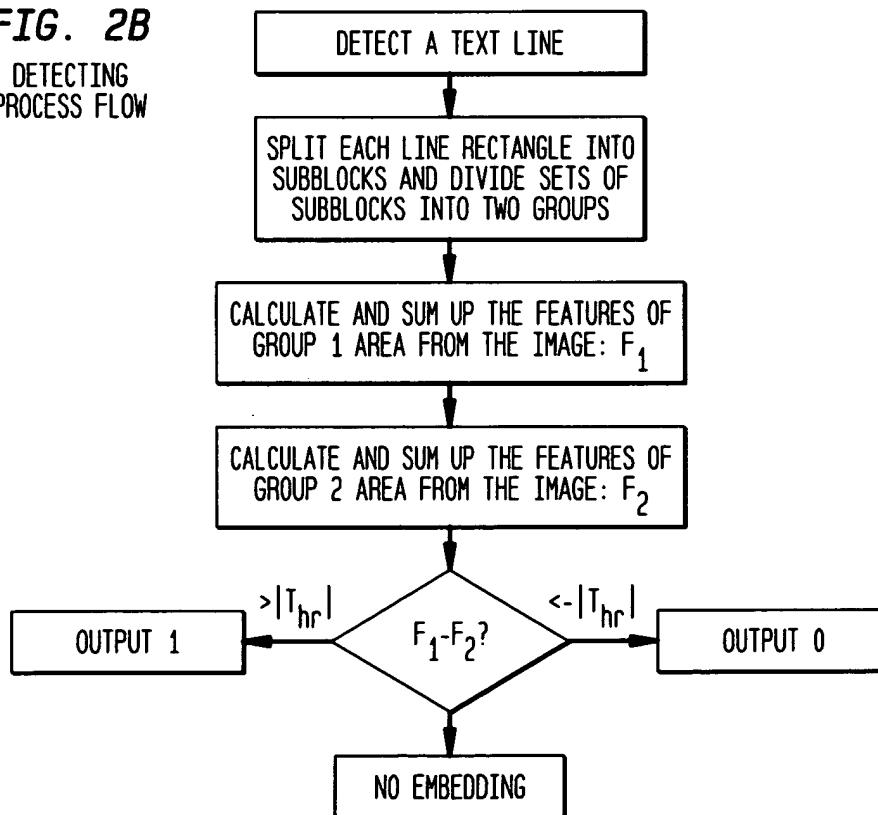 FIG. 2B
DETECTING
PROCESS FLOW
DETECT A TEXT LINE
SPLIT EACH LINE RECTANGLE INTO
SUBBLOCKS AND DIVIDE SETS OF
SUBBLOCKS INTO TWO GROUPS
CALCULATE AND SUM UP THE FEATURES OF
GROUP 1 AREA FROM THE IMAGE: F1
CALCULATE AND SUM UP THE FEATURES OF
GROUP 2 AREA FROM THE IMAGE: F2
>|Thr|
<-|Thr|
OUTPUT 1
F1-F2?
OUTPUT 0
NO EMBEDDING